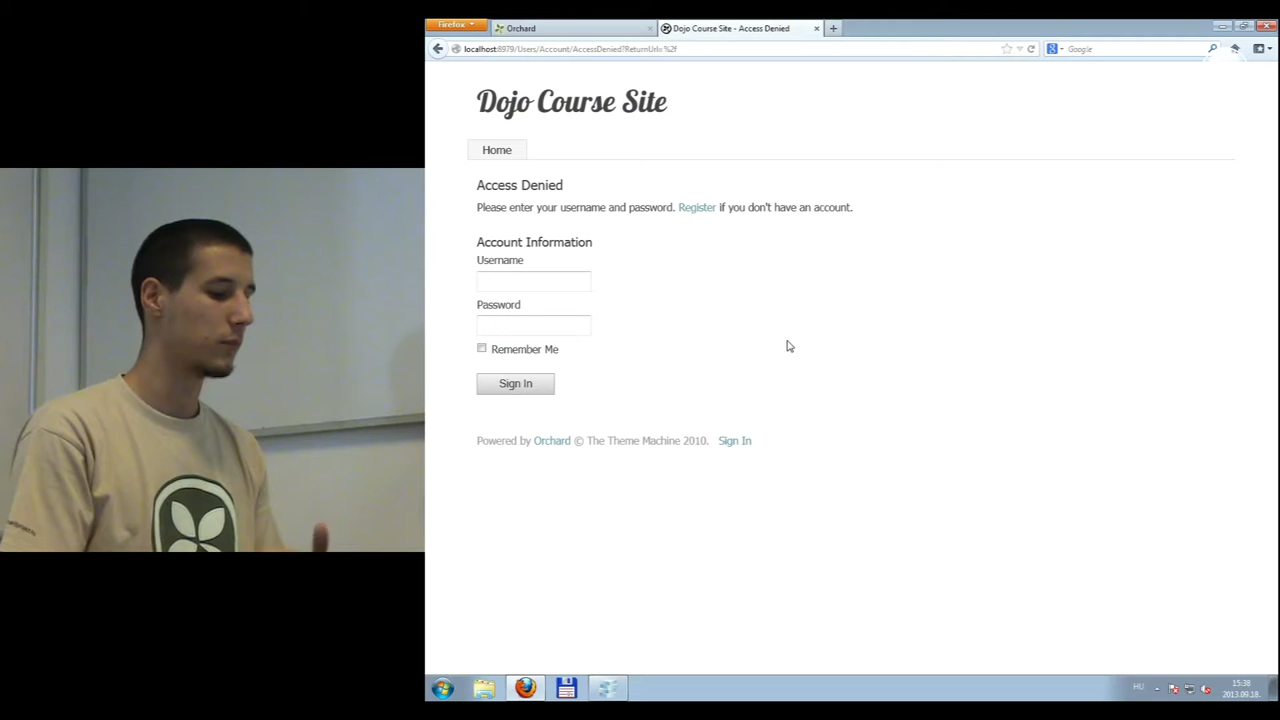 Firefox
Orchard
Dojo Course Site - Access Denied
localhost:8979/Users/Account/AccessDenied?ReturnUrl=%2f
Google
Dojo Course Site
Home
Access Denied
Please enter your username and password. Register if you don't have an account.
Account Information
Username
Password
Remember Me
Sign In
Powered by Orchard © The Theme Machine 2010. Sign In
HU
15:38
2013.09.18.